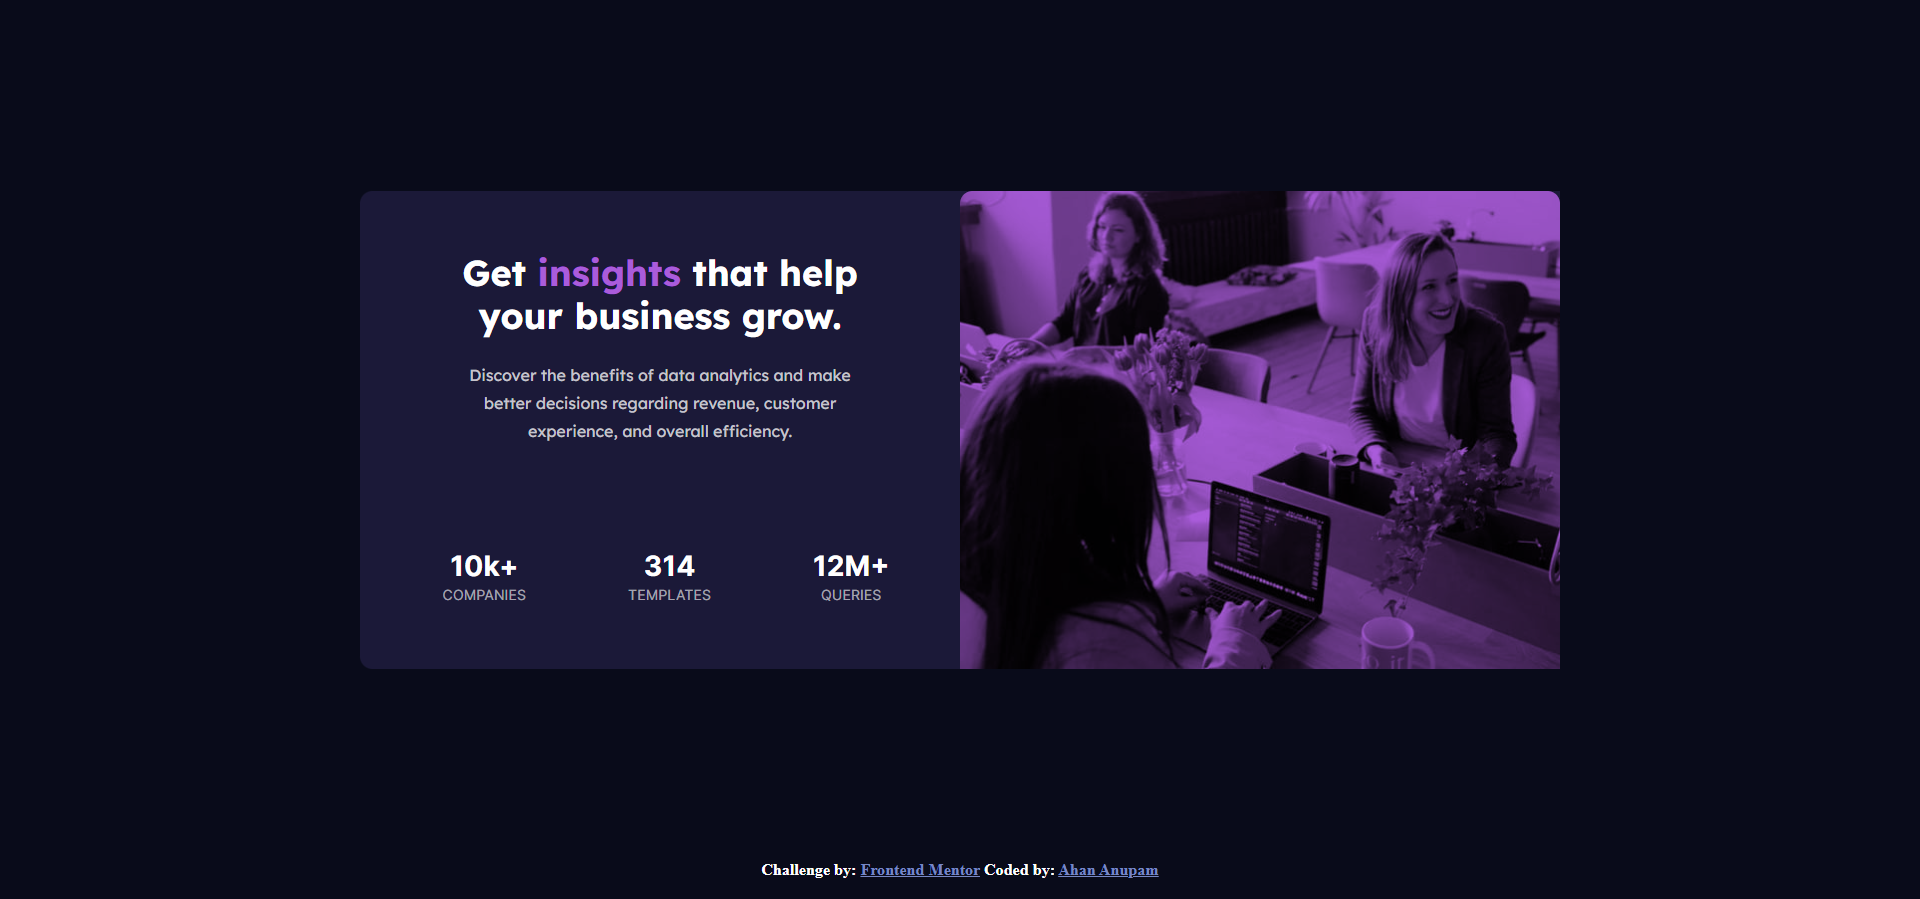 Get insights that help
your business grow.
Discover the benefits of data analytics and make
better decisions regarding revenue, customer
experience, and overall efficiency.
10k+ 314 12M+
COMPANIES TEMPLATES QUERIES
Challenge by: Frontend Mentor Coded by: Ahan Anupam